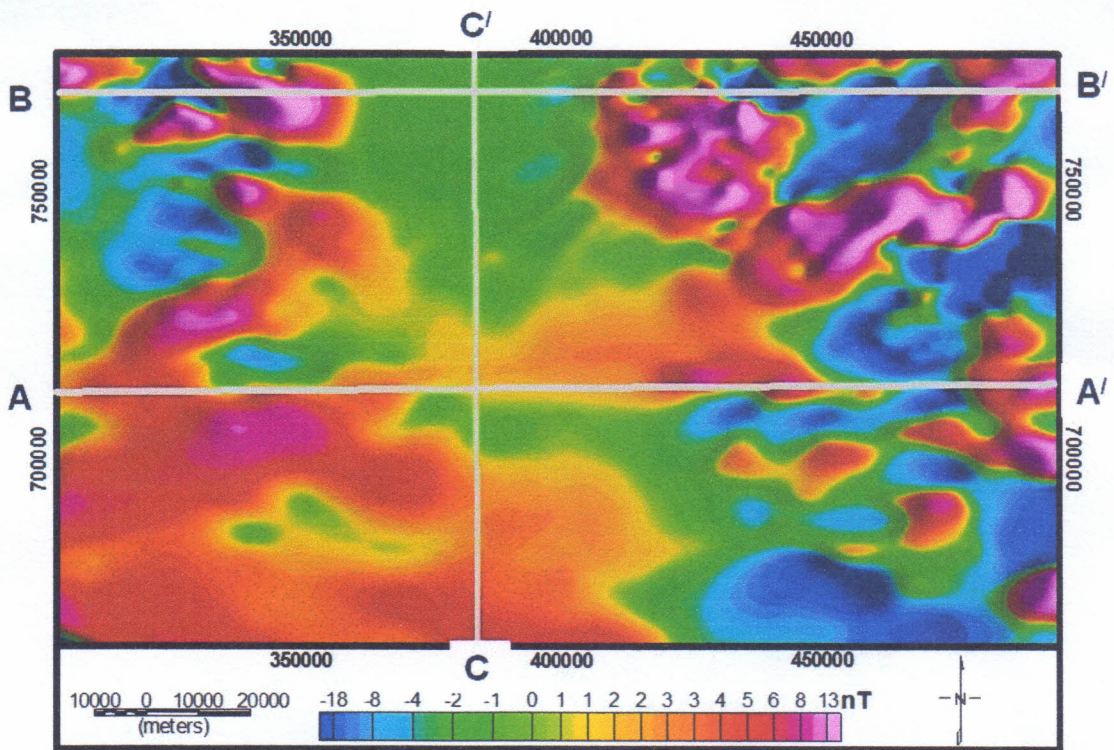 C/
350000 400000 450000
B B/
750000 750000
A A/
700000 700000
350000 400000 450000
C
10000 0 10000 20000
(meters)
-18 -8 -4 -2 -1 0 1 1 2 3 3 4 5 6 8 13 nT
N